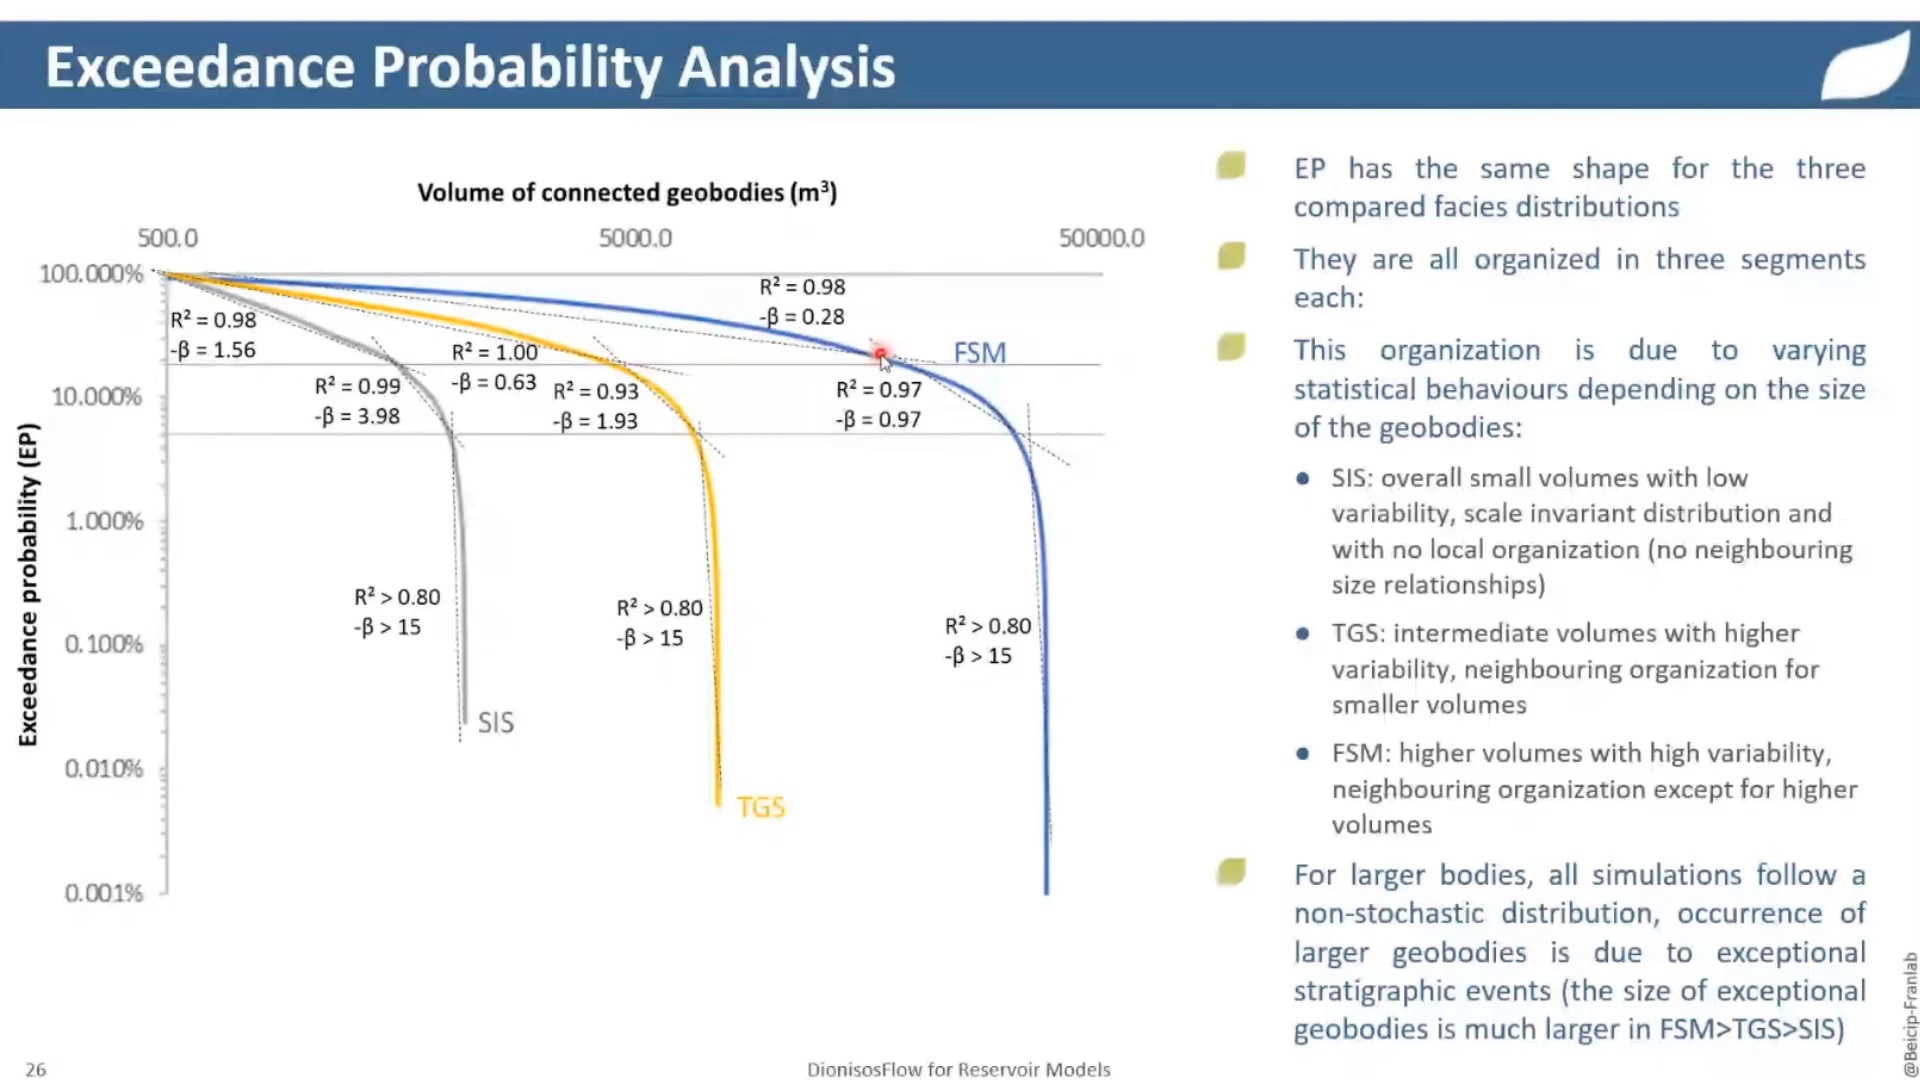 Exceedance Probability Analysis
Volume of connected geobodies (m³)
500.0 5000.0 50000.0
100.000%
10.000%
1.000%
0.100%
0.010%
0.001%
Exceedance probability (EP)
R² = 0.98
-β = 1.56
R² = 0.99
-β = 3.98
R² > 0.80
-β > 15
SIS
R² = 1.00
-β = 0.63
R² = 0.93
-β = 1.93
R² > 0.80
-β > 15
TGS
R² = 0.98
-β = 0.28
FSM
R² = 0.97
-β = 0.97
R² > 0.80
-β > 15
EP has the same shape for the three
compared facies distributions
They are all organized in three segments
each:
This organization is due to varying
statistical behaviours depending on the size
of the geobodies:
SIS: overall small volumes with low
variability, scale invariant distribution and
with no local organization (no neighbouring
size relationships)
TGS: intermediate volumes with higher
variability, neighbouring organization for
smaller volumes
FSM: higher volumes with high variability,
neighbouring organization except for higher
volumes
For larger bodies, all simulations follow a
non-stochastic distribution, occurrence of
larger geobodies is due to exceptional
stratigraphic events (the size of exceptional
geobodies is much larger in FSM>TGS>SIS)
@Beicip-Franlab
26
DionisosFlow for Reservoir Models